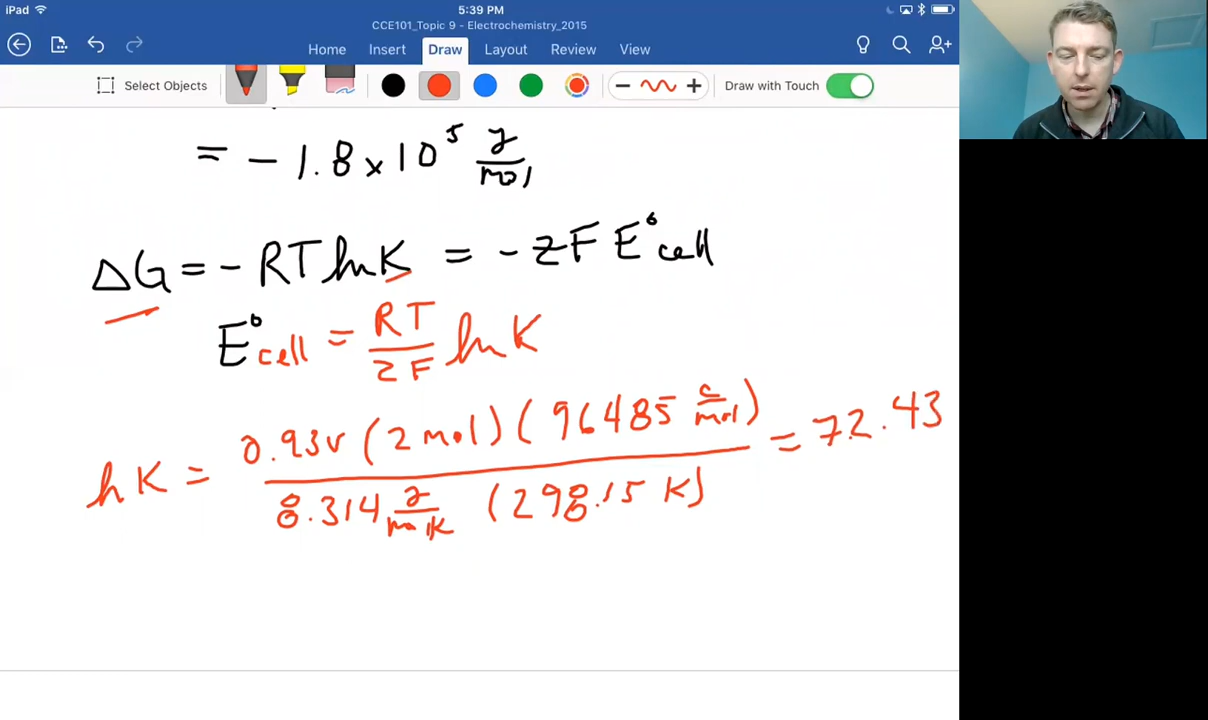 iPad 5:39 PM
CCE101_Topic 9 - Electrochemistry_2015
Home Insert Draw Layout Review View
Select Objects Draw with Touch
= - 1.8 x 10⁵ J/mol
ΔG = - RT ln K = - zF E°cell
E°cell = RT/zF ln K
ln K = 0.93V (2 mol) (96485 C/mol) / 8.314 J/molK (298.15 K) = 72.43